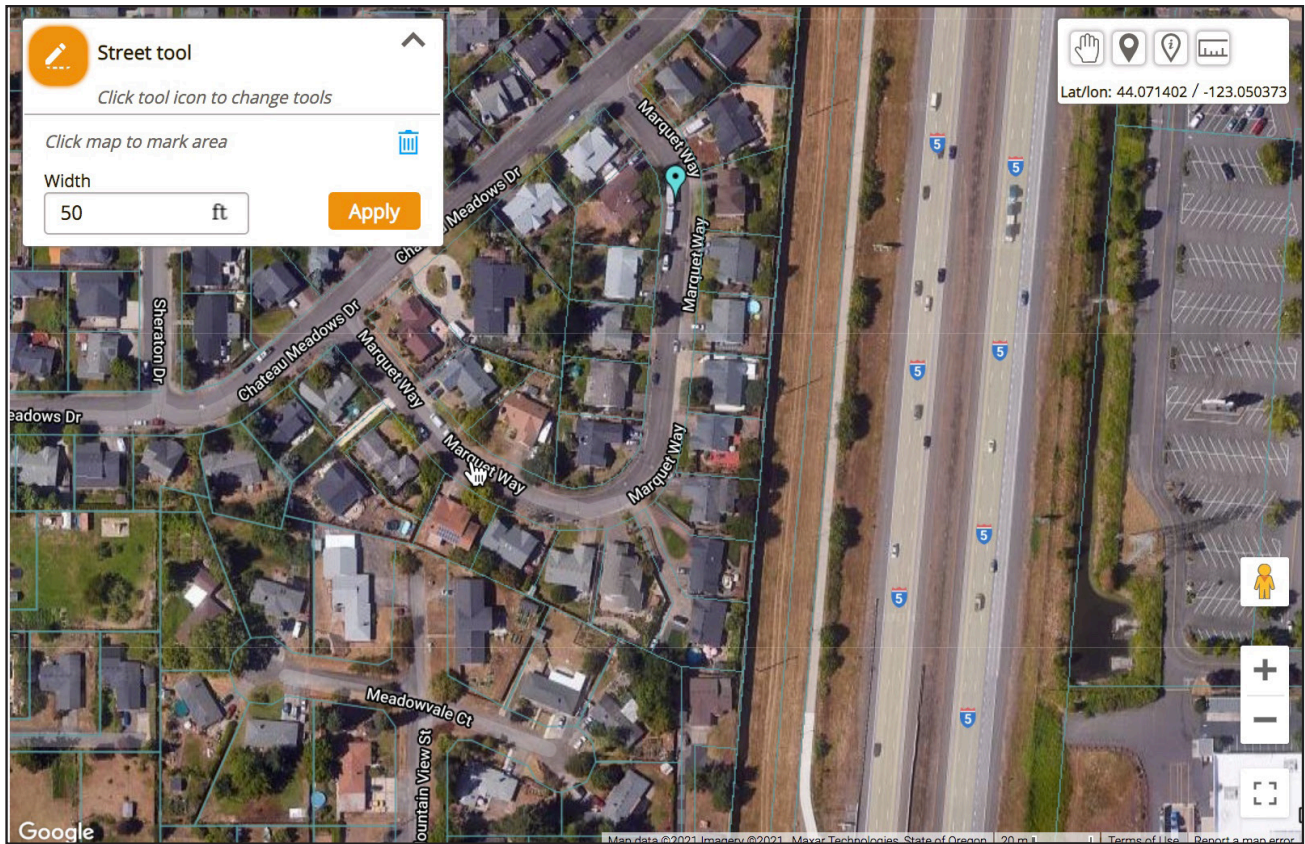 Street tool
Click tool icon to change tools
Click map to mark area
Width
50 ft
Apply
Lat/lon: 44.071402 / -123.050373
Marquet Way
Chateau Meadows Dr
Marquet Way
Sheraton Dr
Chateau Meadows Dr
Marquet Way
eadows Dr
Marquet Way
Marquet Way
5
5
5
5
5
5
5
Meadowvale Ct
ountain View St
Google
Map data ©2021 Imagery ©2021 , Maxar Technologies, State of Oregon 20 m Terms of Use Report a map error